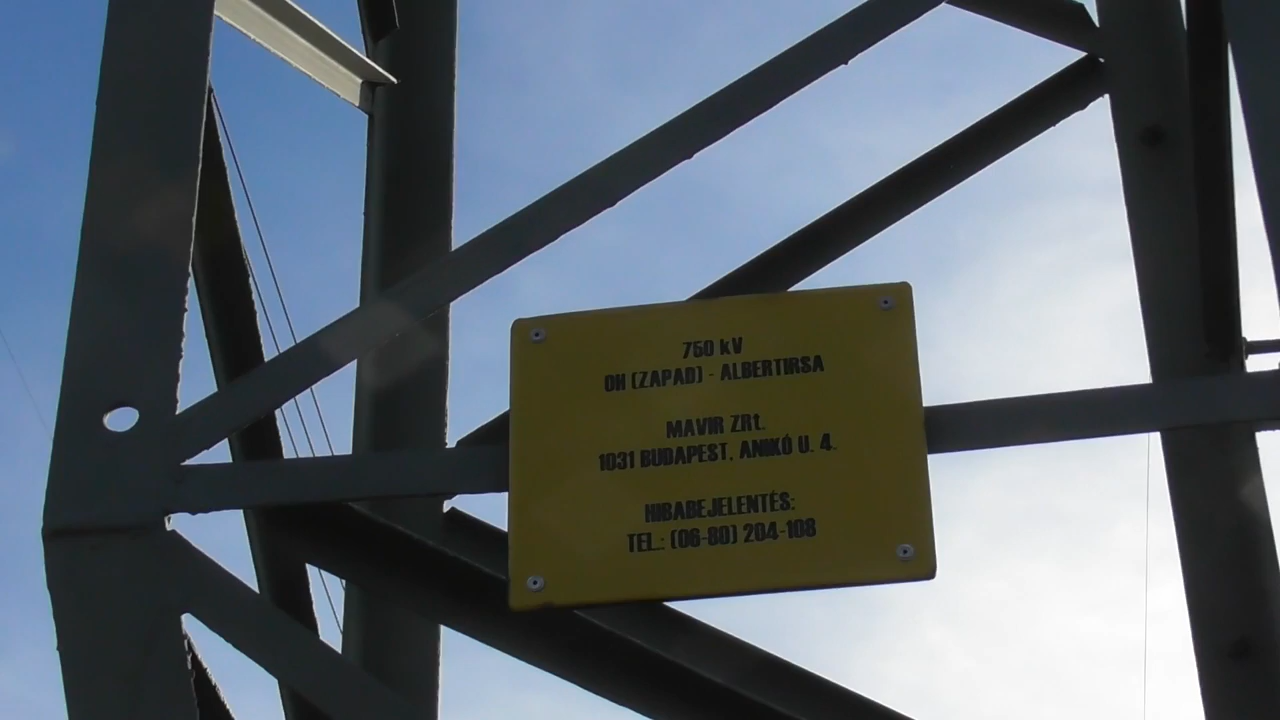 750 kV
OH (ZAPAD) - ALBERTIRSA
MAVIR ZRt.
1031 BUDAPEST, ANIKÓ U. 4.
HIBABEJELENTÉS:
TEL.: (06-80) 204-108